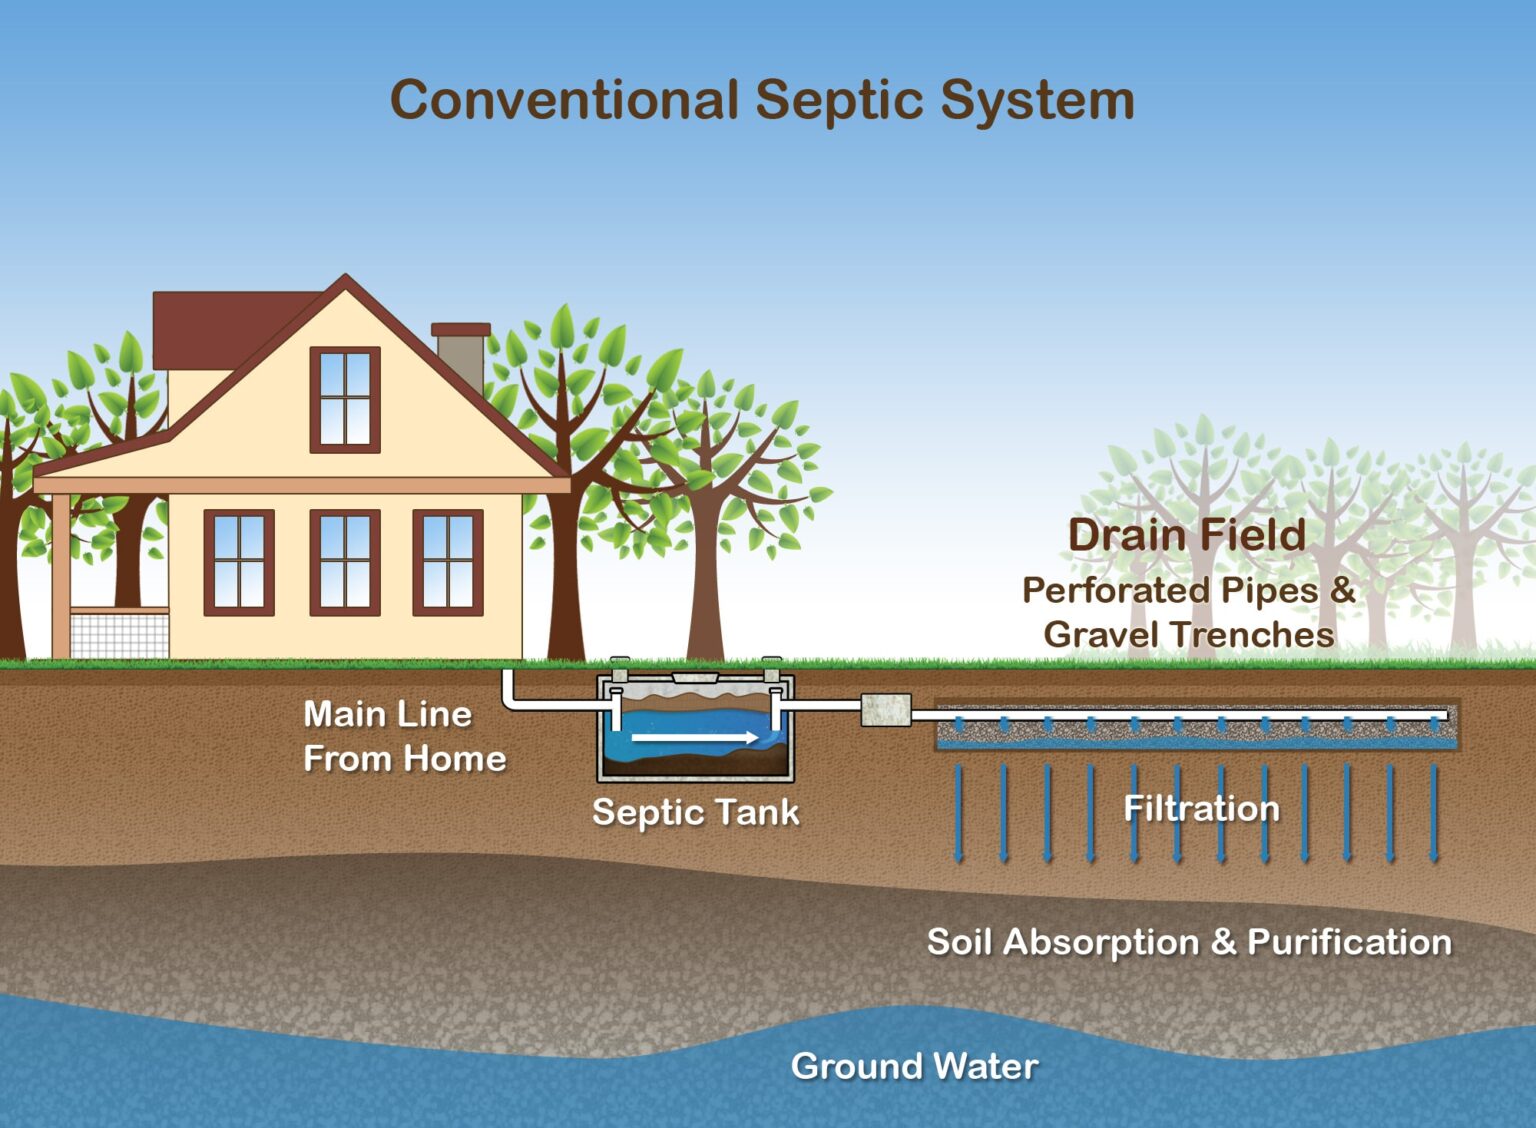 Conventional Septic System
Drain Field
Perforated Pipes &
Gravel Trenches
Main Line
From Home
Septic Tank
Filtration
Soil Absorption & Purification
Ground Water